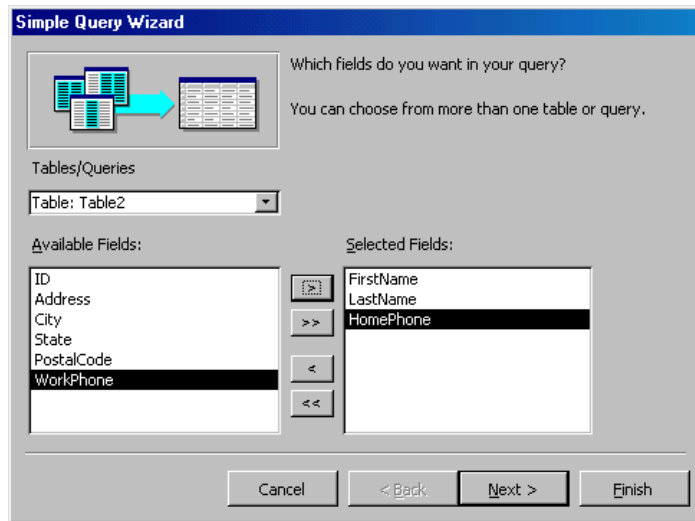 Simple Query Wizard
Which fields do you want in your query?
You can choose from more than one table or query.
Tables/Queries
Table: Table2
Available Fields:
ID
Address
City
State
PostalCode
WorkPhone
>
>>
<
<<
Selected Fields:
FirstName
LastName
HomePhone
Cancel
< Back
Next >
Finish